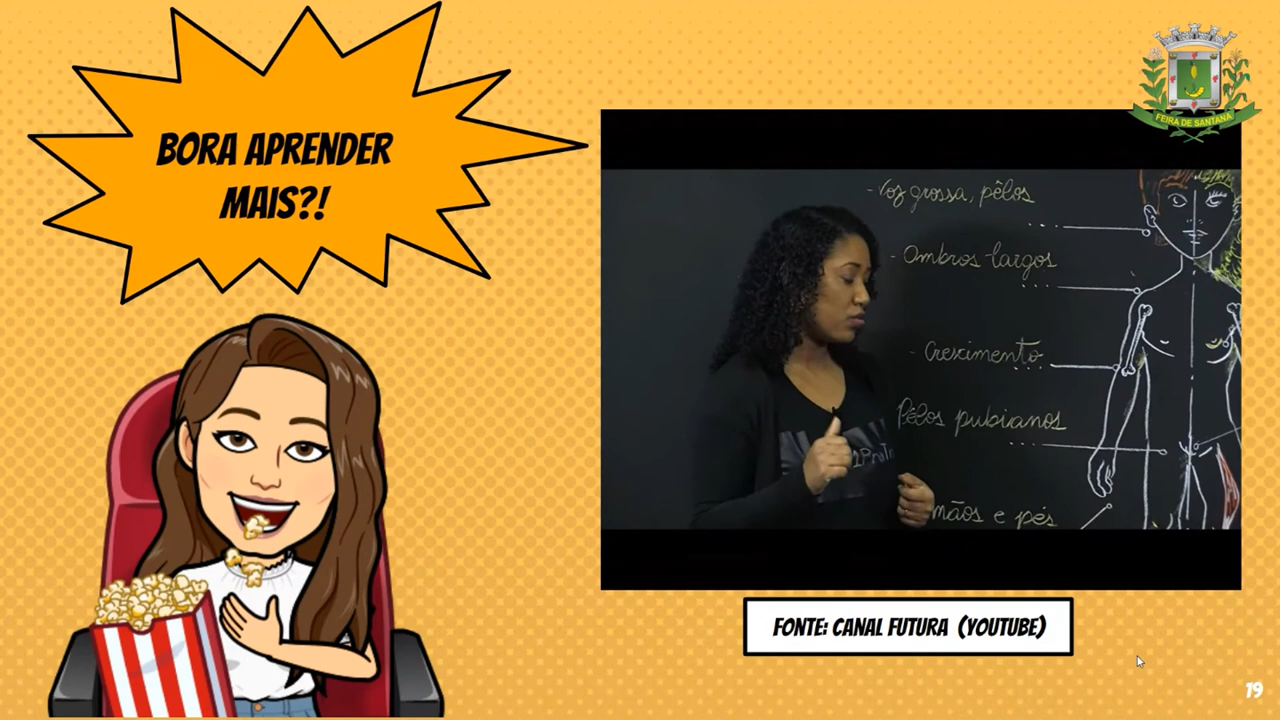 BORA APRENDER
MAIS?!
FEIRA DE SANTANA
- Voz grossa, pêlos
- Ombros largos
- Crescimento
Pêlos pubianos
mãos e pés
FONTE: CANAL FUTURA (YOUTUBE)
19